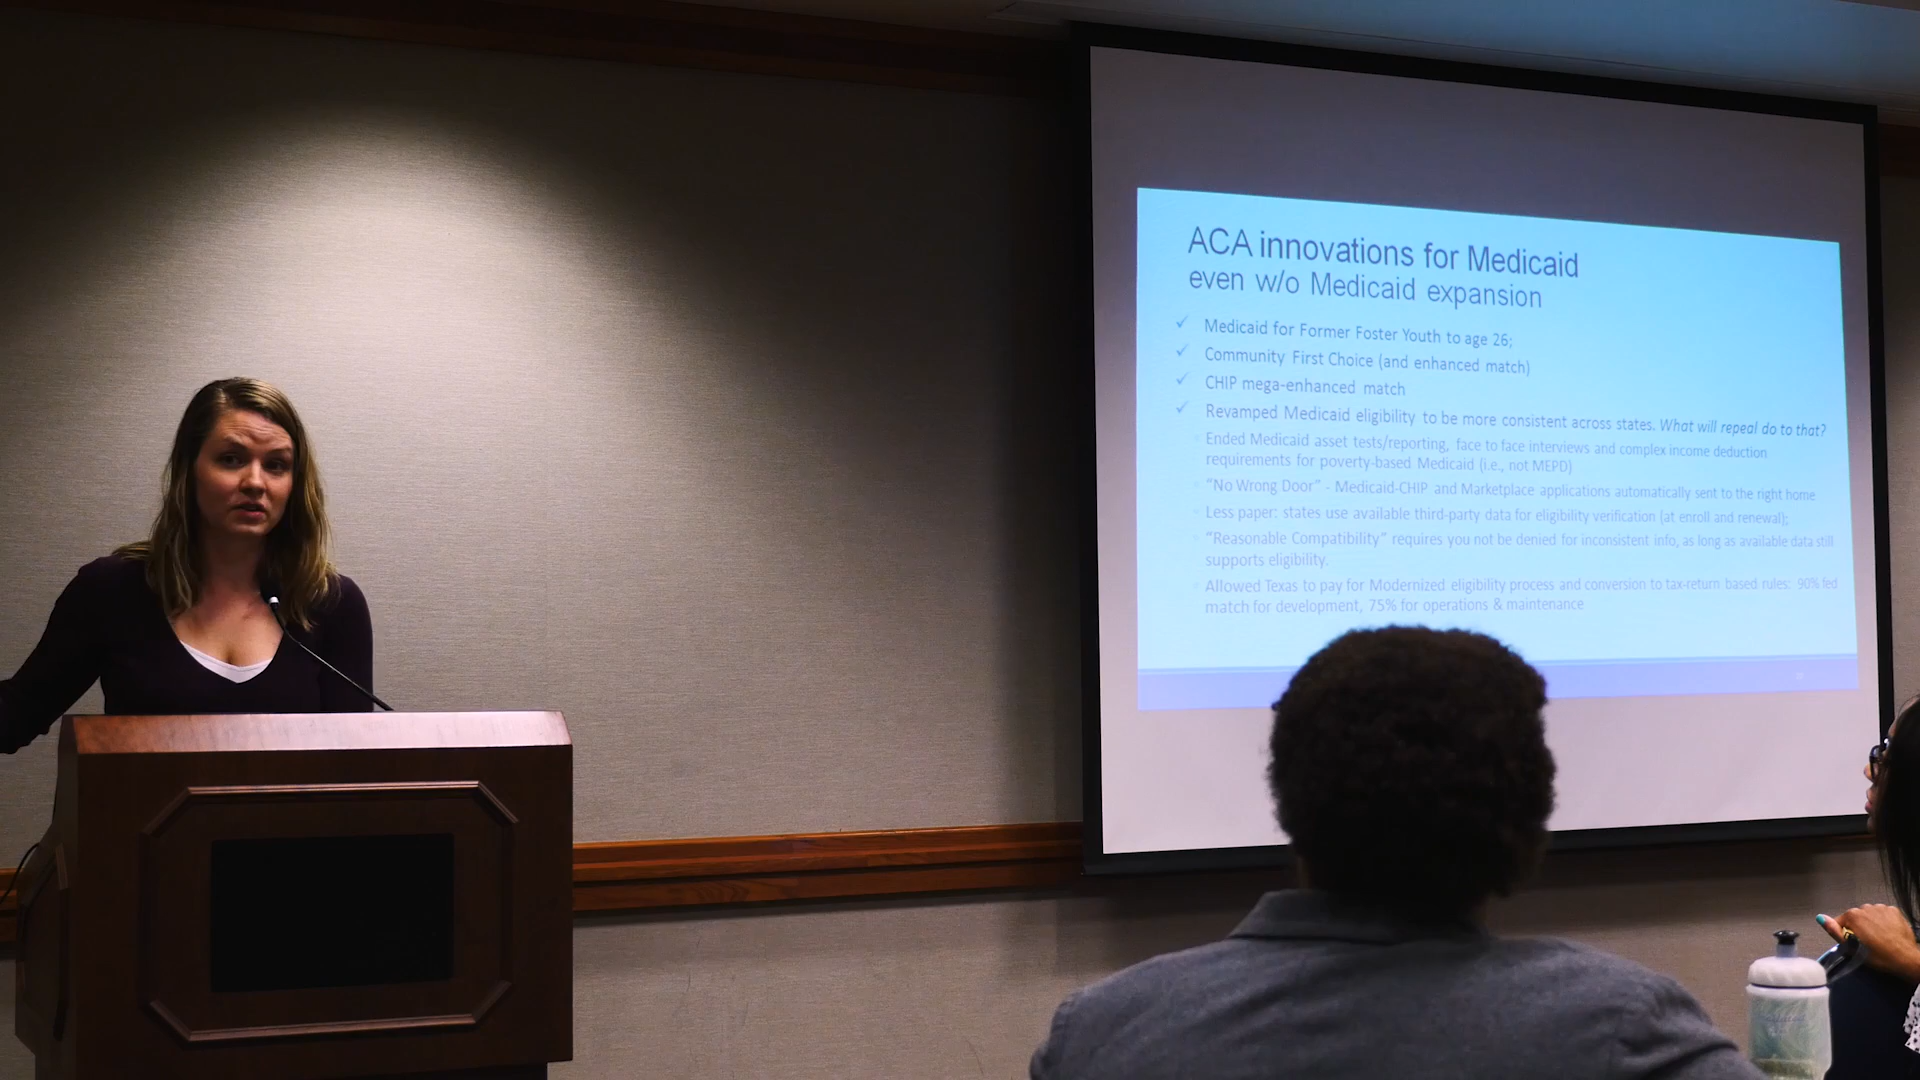 ACA innovations for Medicaid
even w/o Medicaid expansion
✓ Medicaid for Former Foster Youth to age 26;
✓ Community First Choice (and enhanced match)
✓ CHIP mega-enhanced match
✓ Revamped Medicaid eligibility to be more consistent across states. What will repeal do to that?
Ended Medicaid asset tests/reporting, face to face interviews and complex income deduction
requirements for poverty-based Medicaid (i.e., not MEPD)
“No Wrong Door” - Medicaid-CHIP and Marketplace applications automatically sent to the right home
Less paper: states use available third-party data for eligibility verification (at enroll and renewal);
“Reasonable Compatibility” requires you not be denied for inconsistent info, as long as available data still
supports eligibility.
Allowed Texas to pay for Modernized eligibility process and conversion to tax-return based rules: 90% fed
match for development, 75% for operations & maintenance